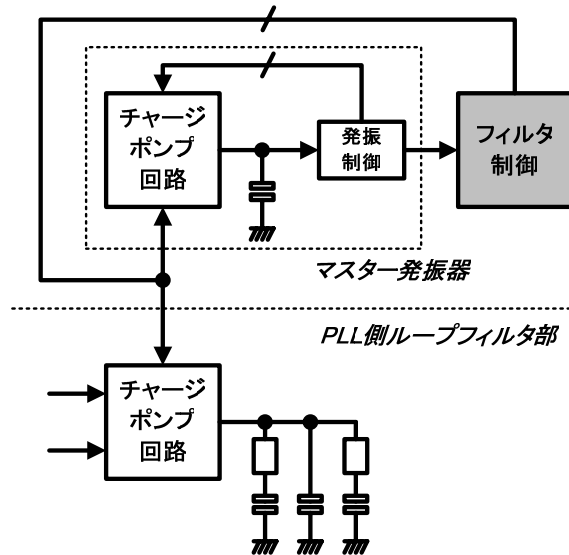 チャージ
ポンプ
回路
発振
制御
フィルタ
制御
マスター発振器
PLL側ループフィルタ部
チャージ
ポンプ
回路